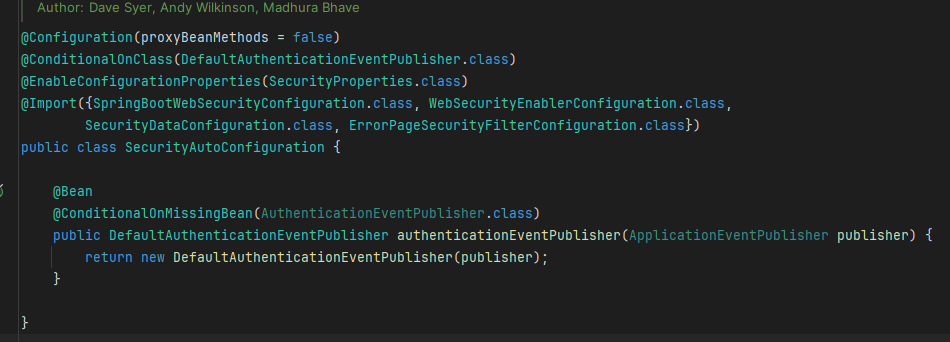 Author: Dave Syer, Andy Wilkinson, Madhura Bhave
@Configuration(proxyBeanMethods = false)
@ConditionalOnClass(DefaultAuthenticationEventPublisher.class)
@EnableConfigurationProperties(SecurityProperties.class)
@Import({SpringBootWebSecurityConfiguration.class, WebSecurityEnablerConfiguration.class,
SecurityDataConfiguration.class, ErrorPageSecurityFilterConfiguration.class})
public class SecurityAutoConfiguration {
@Bean
@ConditionalOnMissingBean(AuthenticationEventPublisher.class)
public DefaultAuthenticationEventPublisher authenticationEventPublisher(ApplicationEventPublisher publisher) {
return new DefaultAuthenticationEventPublisher(publisher);
}
}